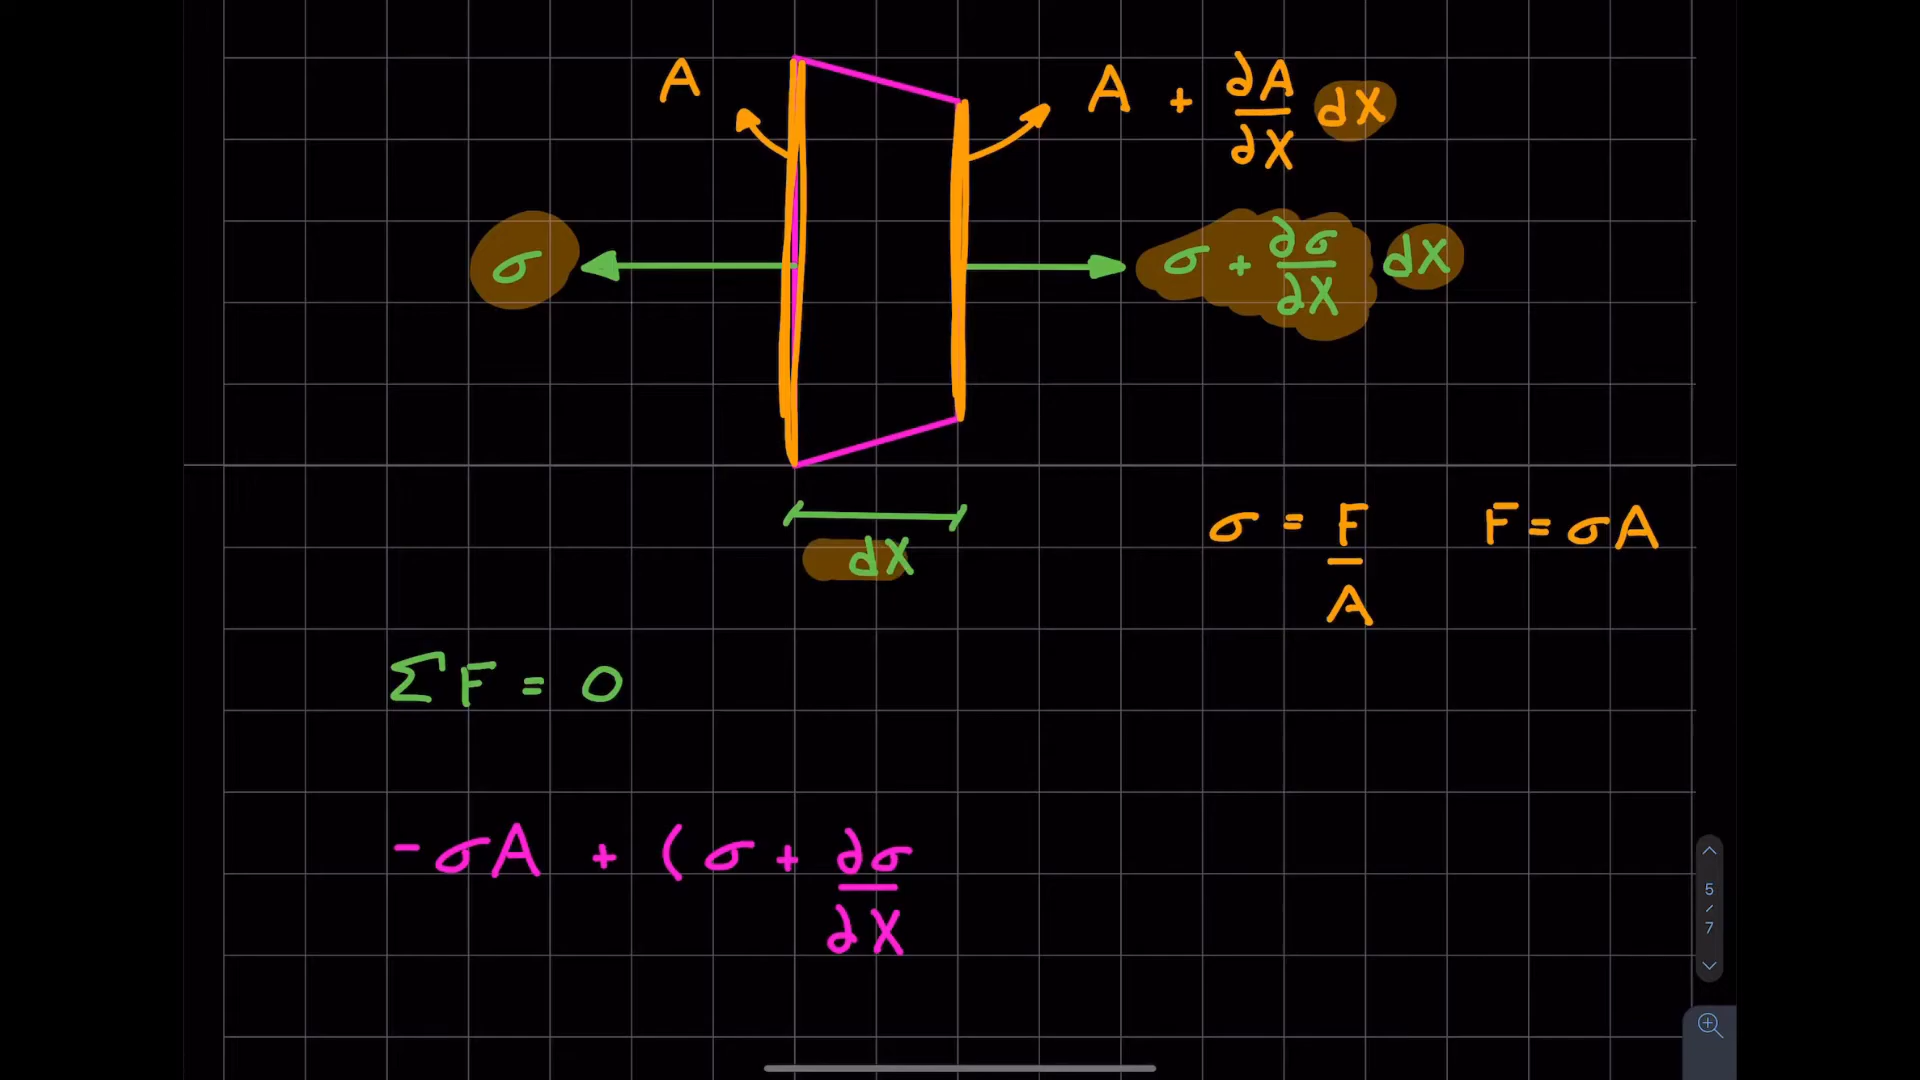 A
A + ∂A/∂X dX
σ
σ + ∂σ/∂X dX
dX
σ = F/A
F = σA
ΣF = 0
-σA + (σ + ∂σ/∂X
5 / 7